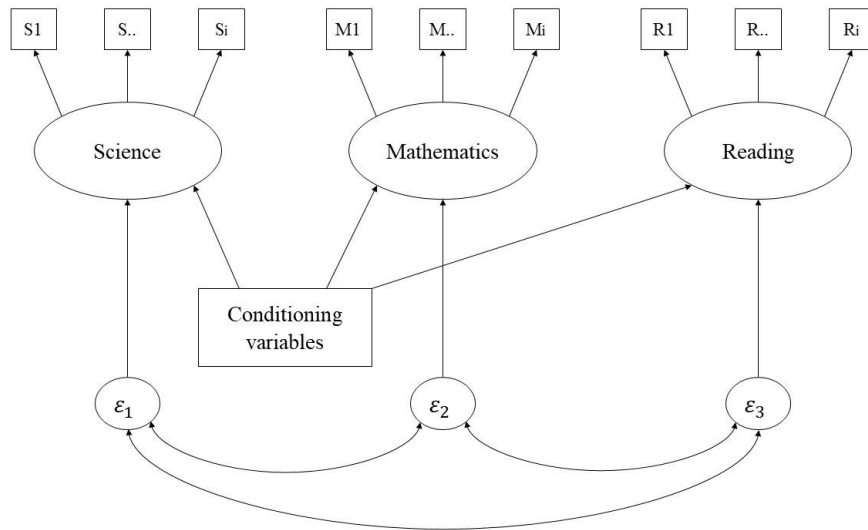 S1 S.. Si M1 M.. Mi R1 R.. Ri
Science Mathematics Reading
Conditioning
variables
ε₁ ε₂ ε₃